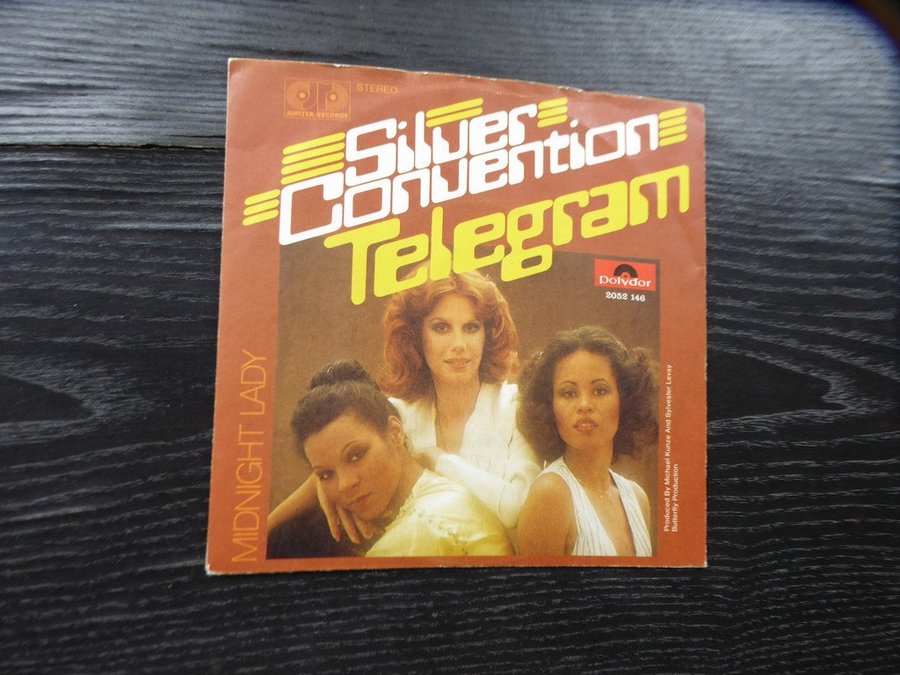 JUPITER-RECORDS
STEREO
Silver
Convention
Telegram
polydor
2052 146
MIDNIGHT LADY
Produced By Michael Kunze And Sylvester Levay
Butterfly Production